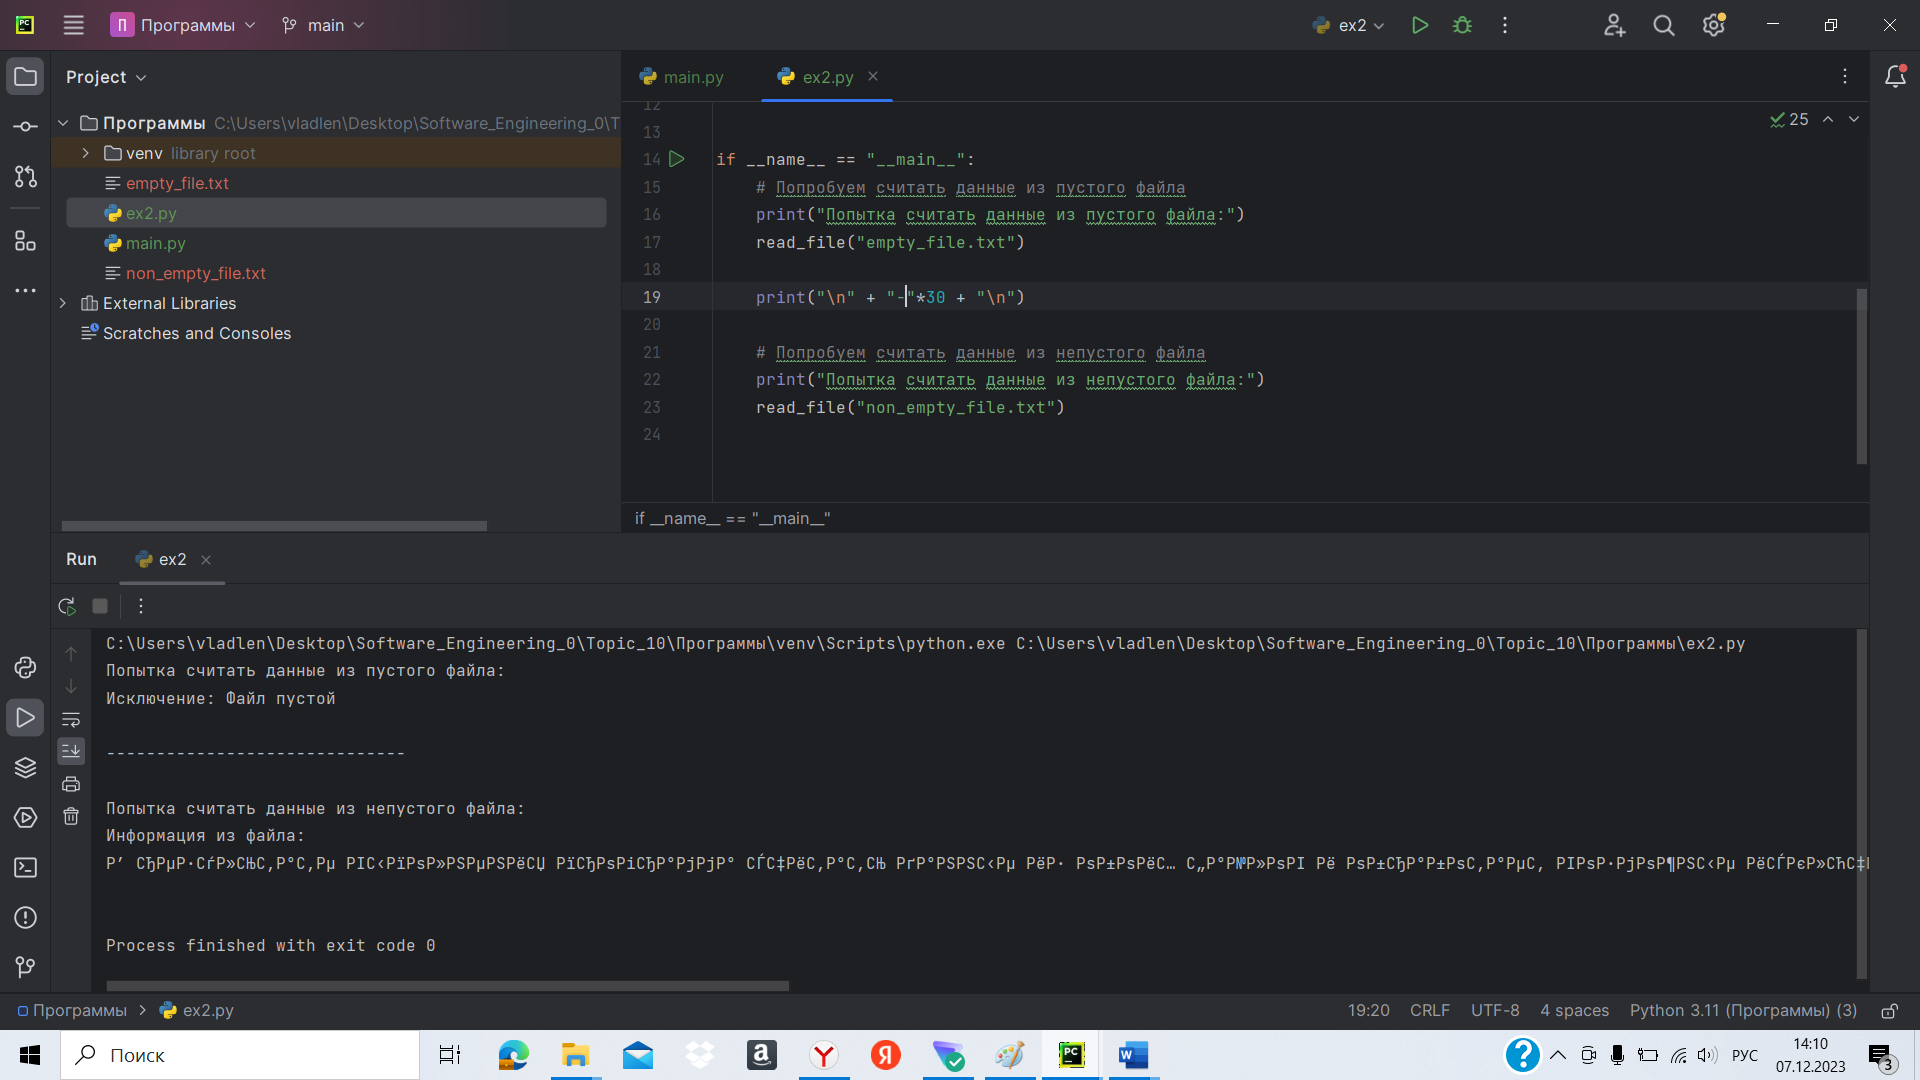 PC
П Программы
main
ex2
Project
main.py
ex2.py
Программы C:\Users\vladlen\Desktop\Software_Engineering_0\T
venv library root
empty_file.txt
ex2.py
main.py
non_empty_file.txt
External Libraries
Scratches and Consoles
25
12
13
14 if __name__ == "__main__":
15 # Попробуем считать данные из пустого файла
16 print("Попытка считать данные из пустого файла:")
17 read_file("empty_file.txt")
18
19 print("\n" + "-"*30 + "\n")
20
21 # Попробуем считать данные из непустого файла
22 print("Попытка считать данные из непустого файла:")
23 read_file("non_empty_file.txt")
24
if __name__ == "__main__"
Run
ex2
C:\Users\vladlen\Desktop\Software_Engineering_0\Topic_10\Программы\venv\Scripts\python.exe C:\Users\vladlen\Desktop\Software_Engineering_0\Topic_10\Программы\ex2.py
Попытка считать данные из пустого файла:
Исключение: Файл пустой
------------------------------
Попытка считать данные из непустого файла:
Информация из файла:
Р’ СЂРµР·СѓР»СЊС‚Р°С‚Рµ РІС‹РїРѕР»РЅРµРЅРёСЏ РїСЂРѕРіСЂР°РјРјР° СЃС‡РёС‚Р°С‚СЊ РґР°РЅРЅС‹Рµ РёР· РѕР±РѕРёС… С„Р°Р№Р»РѕРІ Рё РѕР±СЂР°Р±РѕС‚Р°РµС‚ РІРѕР·РјРѕР¶РЅС‹Рµ РёСЃРєР»СЋС‡Р
Process finished with exit code 0
Программы
ex2.py
19:20 CRLF UTF-8 4 spaces Python 3.11 (Программы) (3)
Поиск
a
Y
Я
PC
W
?
РУС
14:10
07.12.2023
3